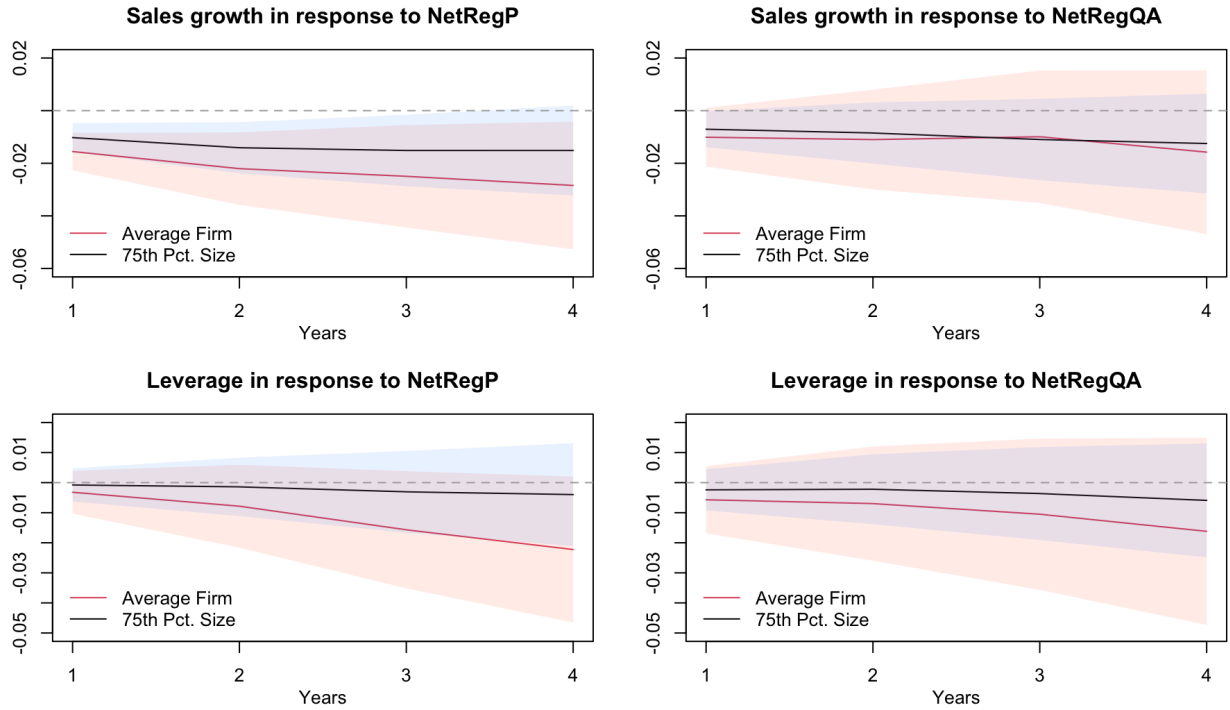 Sales growth in response to NetRegP
0.02
-0.02
-0.06
Average Firm
75th Pct. Size
1 2 3 4
Years
Sales growth in response to NetRegQA
0.02
-0.02
-0.06
Average Firm
75th Pct. Size
1 2 3 4
Years
Leverage in response to NetRegP
0.01
-0.01
-0.03
-0.05
Average Firm
75th Pct. Size
1 2 3 4
Years
Leverage in response to NetRegQA
0.01
-0.01
-0.03
-0.05
Average Firm
75th Pct. Size
1 2 3 4
Years